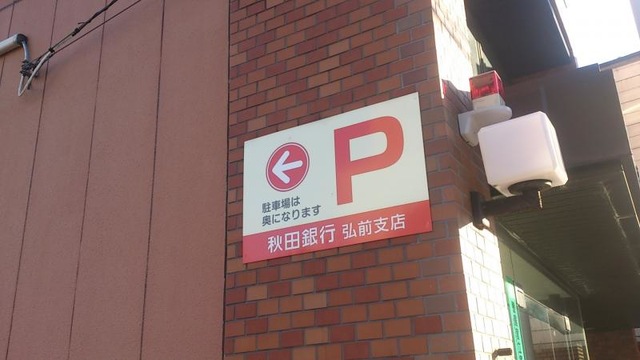 P
駐車場は
奥になります
秋田銀行 弘前支店